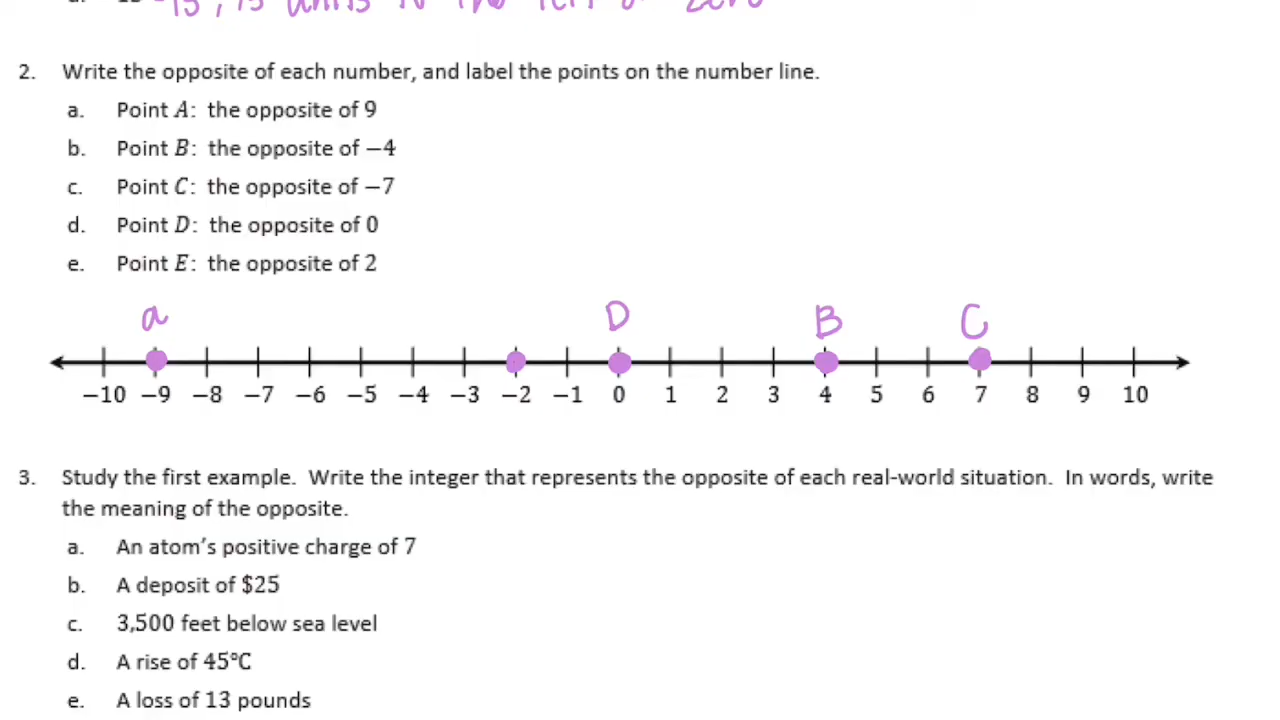 2. Write the opposite of each number, and label the points on the number line.
a. Point A: the opposite of 9
b. Point B: the opposite of −4
c. Point C: the opposite of −7
d. Point D: the opposite of 0
e. Point E: the opposite of 2
a D B C
−10 −9 −8 −7 −6 −5 −4 −3 −2 −1 0 1 2 3 4 5 6 7 8 9 10
3. Study the first example. Write the integer that represents the opposite of each real-world situation. In words, write
the meaning of the opposite.
a. An atom's positive charge of 7
b. A deposit of $25
c. 3,500 feet below sea level
d. A rise of 45°C
e. A loss of 13 pounds